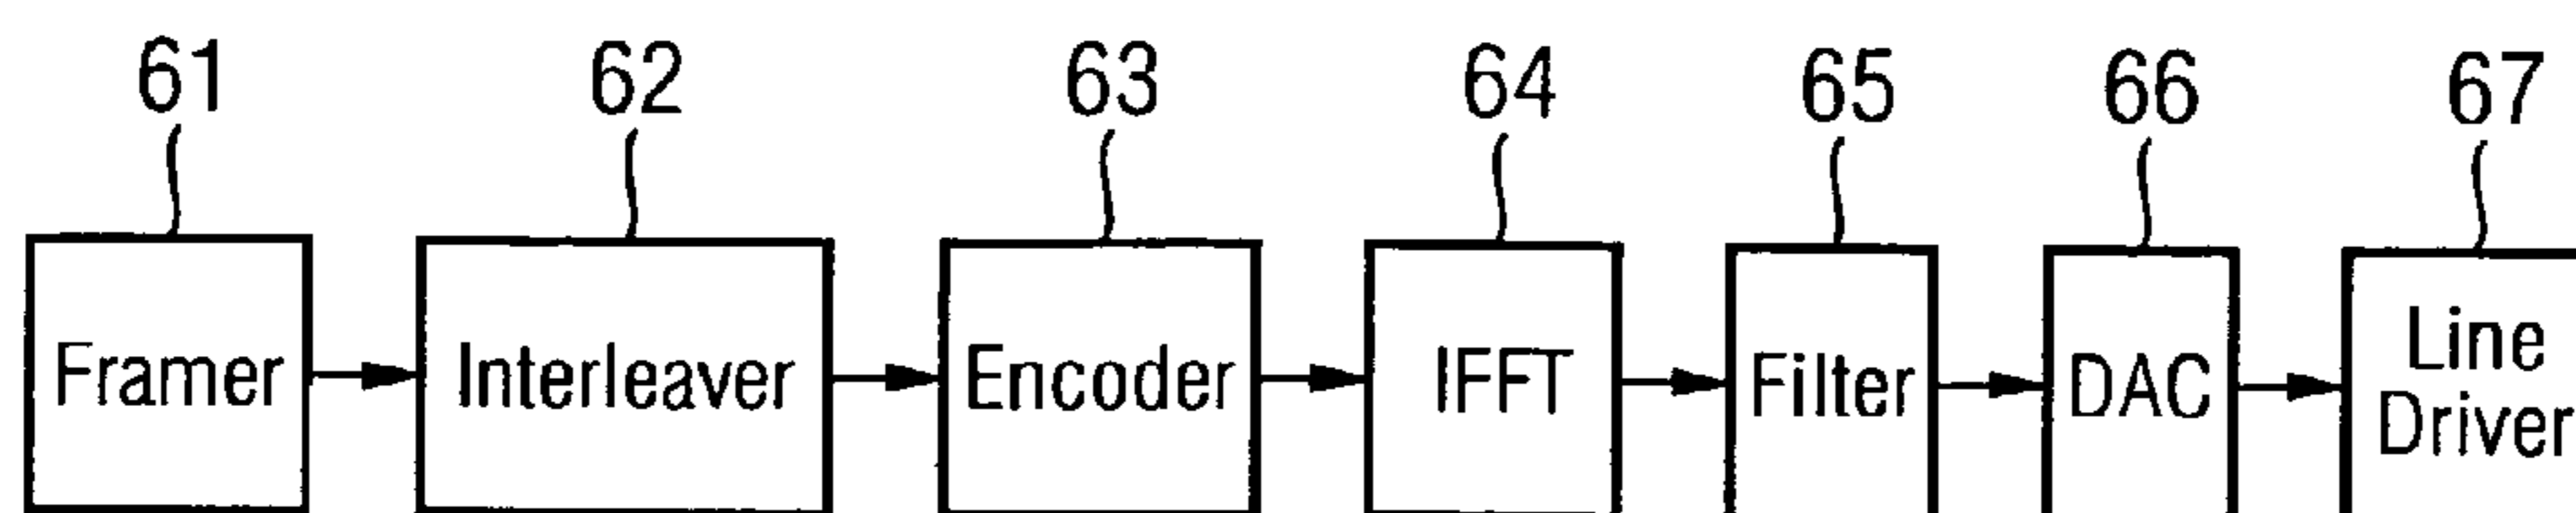 61 62 63 64 65 66 67
Framer Interleaver Encoder IFFT Filter DAC Line
Driver